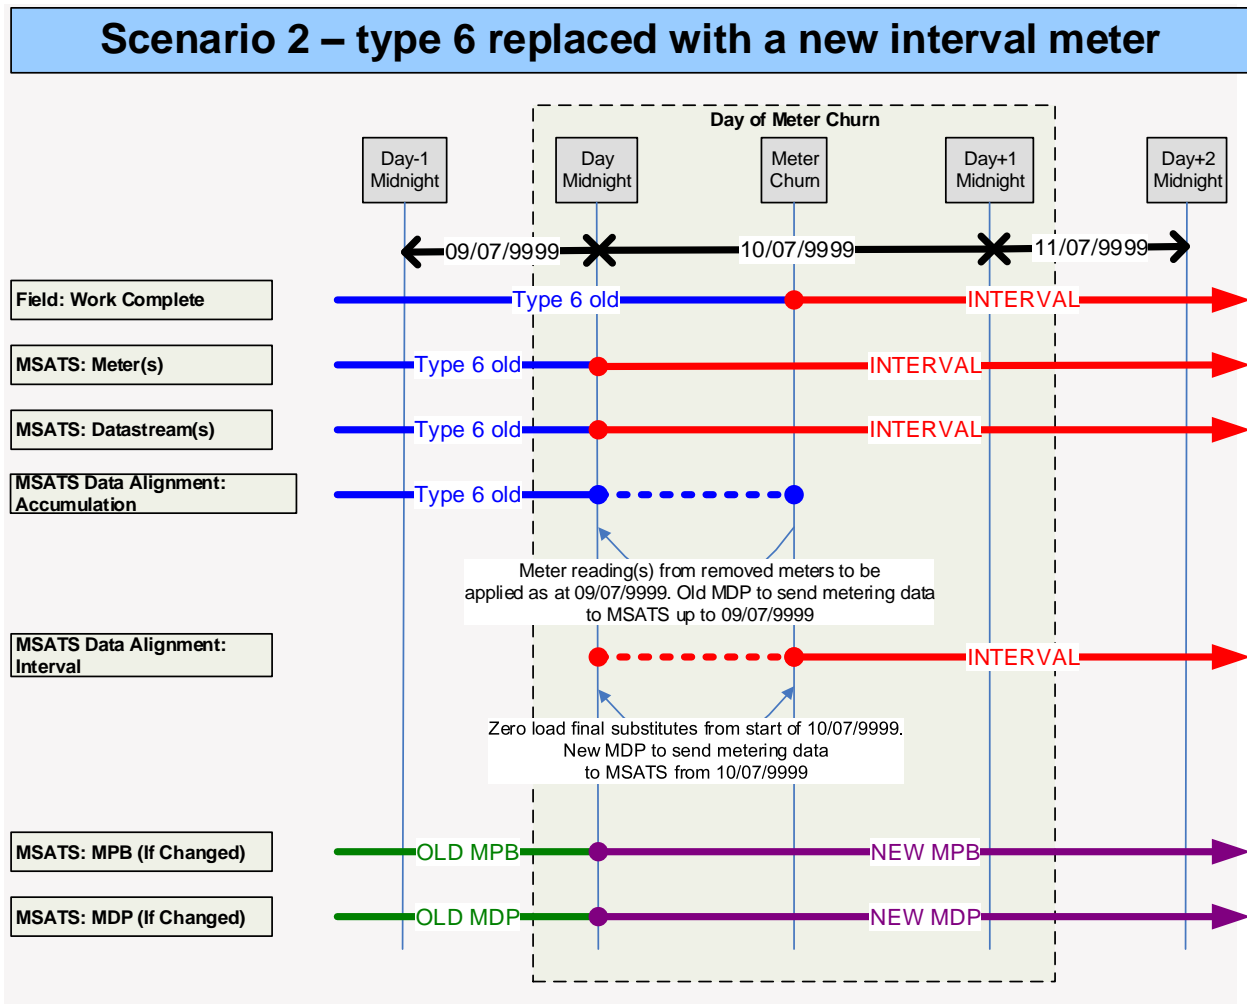 Scenario 2 – type 6 replaced with a new interval meter
Day of Meter Churn
Day-1
Midnight
Day
Midnight
Meter
Churn
Day+1
Midnight
Day+2
Midnight
09/07/9999
10/07/9999
11/07/9999
Field: Work Complete
Type 6 old
INTERVAL
MSATS: Meter(s)
Type 6 old
INTERVAL
MSATS: Datastream(s)
Type 6 old
INTERVAL
MSATS Data Alignment:
Accumulation
Type 6 old
Meter reading(s) from removed meters to be
applied as at 09/07/9999. Old MDP to send metering data
to MSATS up to 09/07/9999
MSATS Data Alignment:
Interval
INTERVAL
Zero load final substitutes from start of 10/07/9999.
New MDP to send metering data
to MSATS from 10/07/9999
MSATS: MPB (If Changed)
OLD MPB
NEW MPB
MSATS: MDP (If Changed)
OLD MDP
NEW MDP